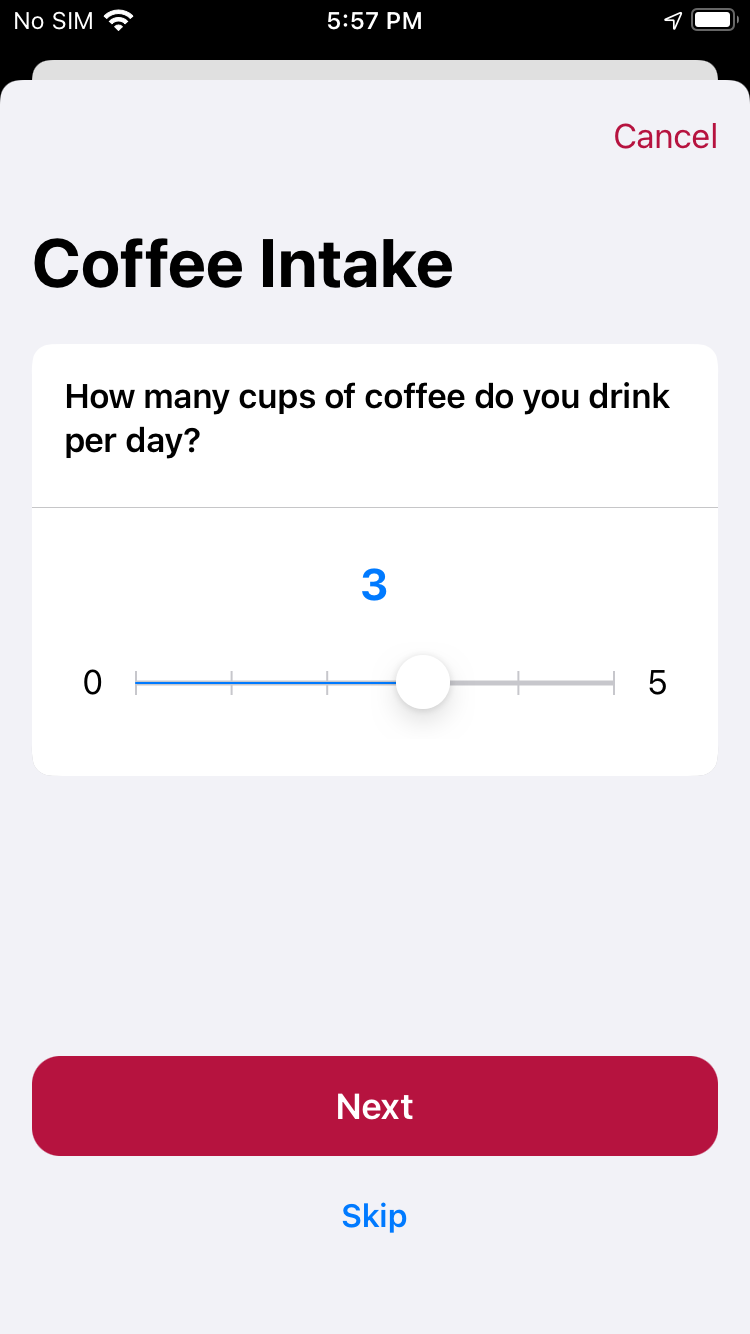 No SIM 5:57 PM
Cancel
Coffee Intake
How many cups of coffee do you drink
per day?
3
0 5
Next
Skip